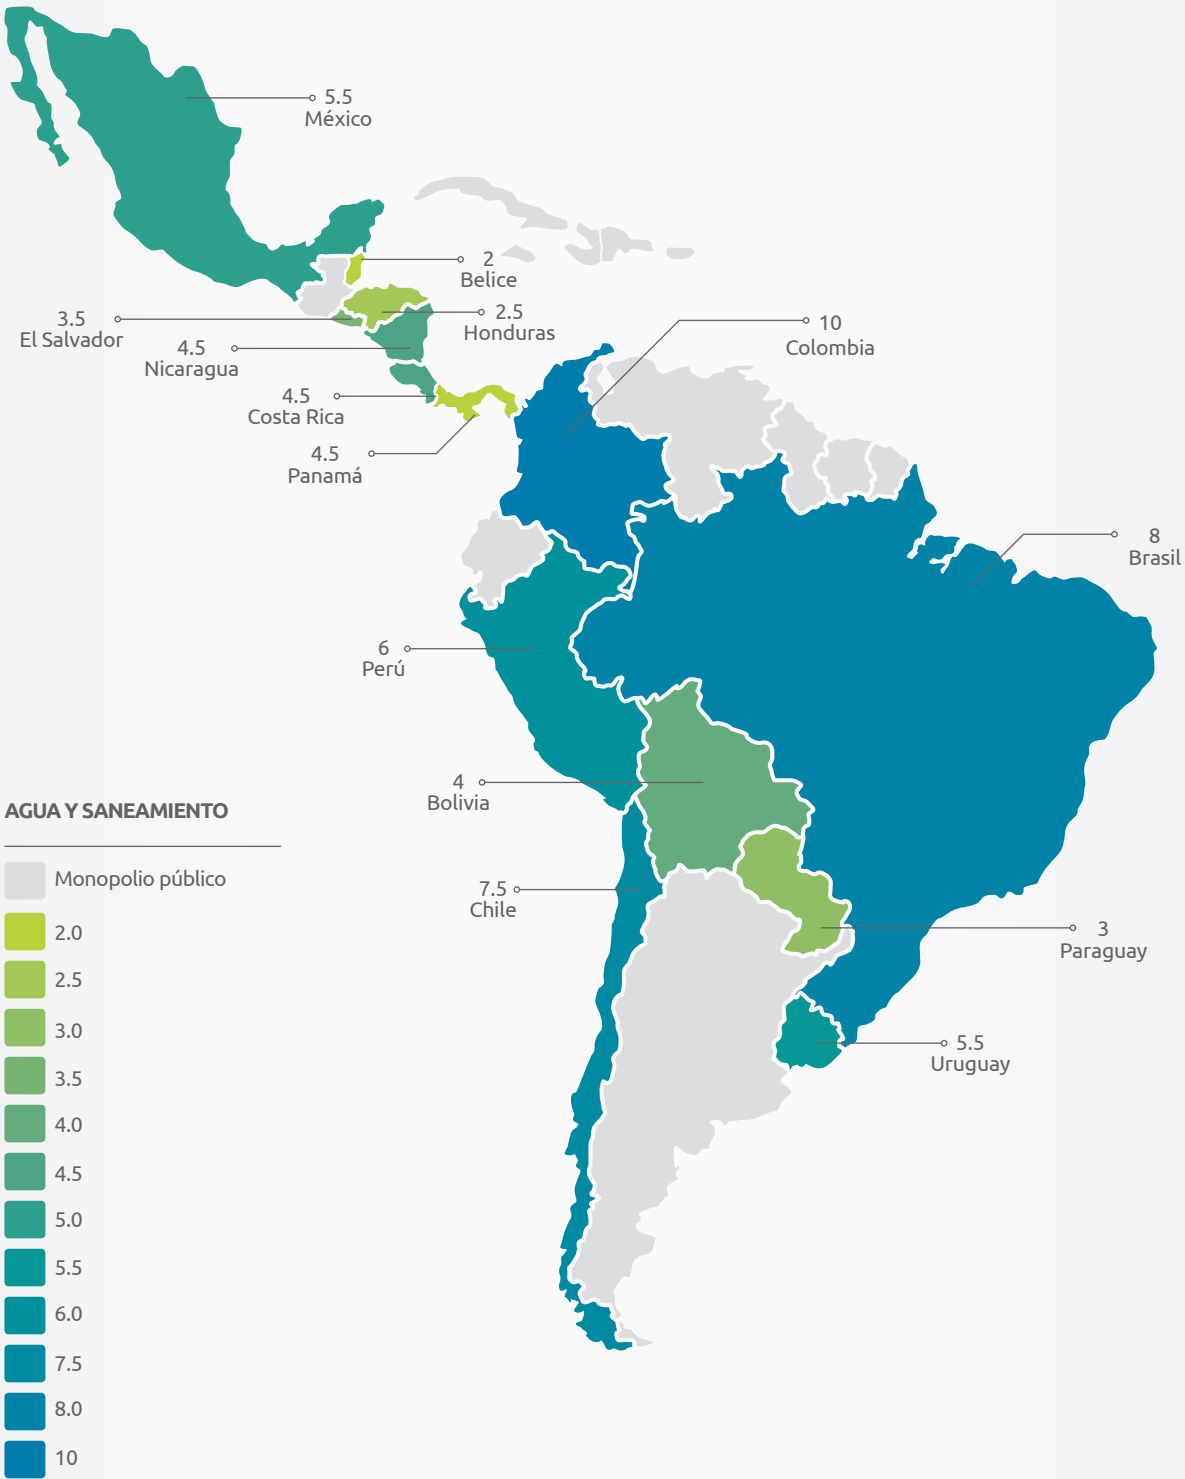 5.5
México
2
Belice
2.5
Honduras
3.5
El Salvador
4.5
Nicaragua
10
Colombia
4.5
Costa Rica
4.5
Panamá
8
Brasil
6
Perú
4
Bolivia
7.5
Chile
3
Paraguay
5.5
Uruguay
AGUA Y SANEAMIENTO
Monopolio público
2.0
2.5
3.0
3.5
4.0
4.5
5.0
5.5
6.0
7.5
8.0
10